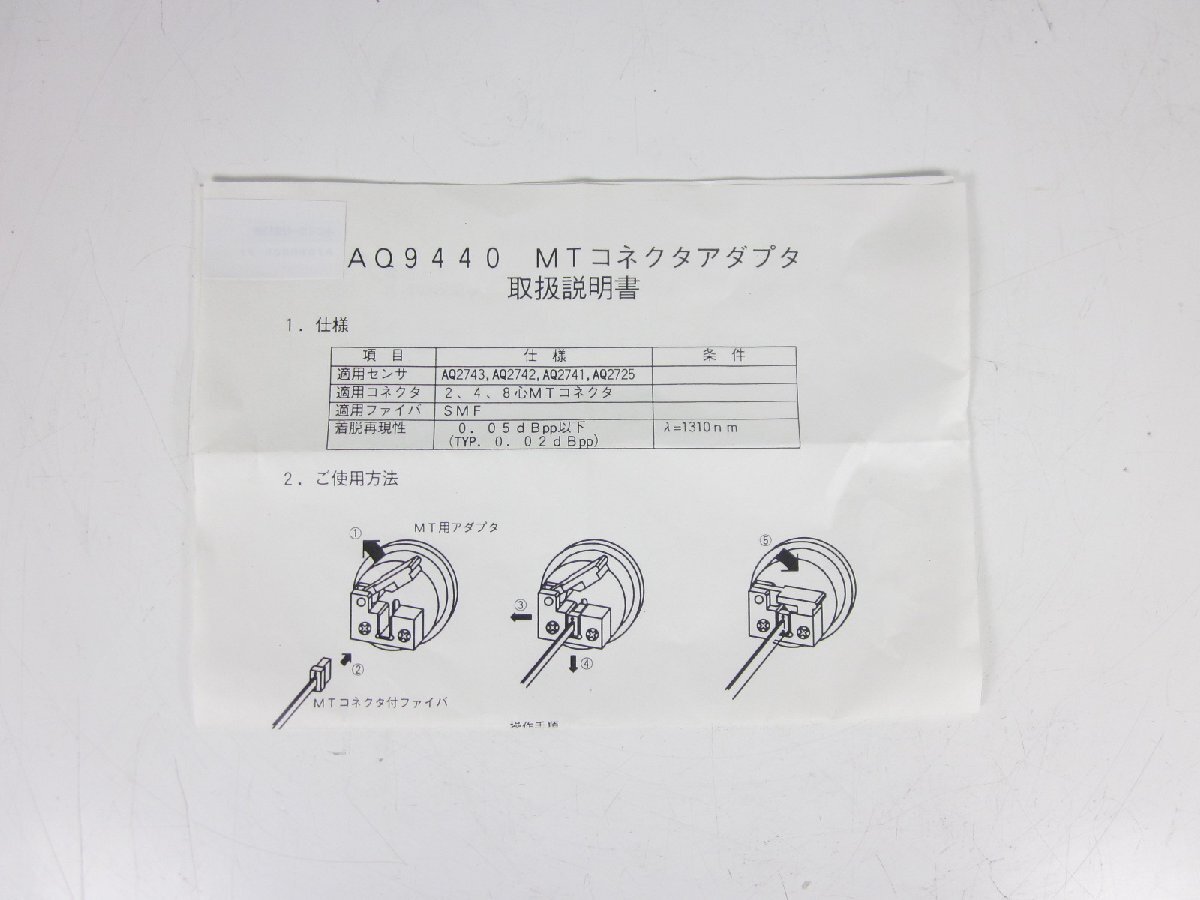 AQ9440 MTコネクタアダプタ
取扱説明書
1. 仕様
項目 仕様 条件
適用センサ AQ2743, AQ2742, AQ2741, AQ2725
適用コネクタ 2、4、8心MTコネクタ
適用ファイバ SMF
着脱再現性 0.05dBpp以下 λ=1310nm
(TYP. 0.02dBpp)
2. ご使用方法
① MT用アダプタ
②
MTコネクタ付ファイバ
③
④
⑤
操作手順